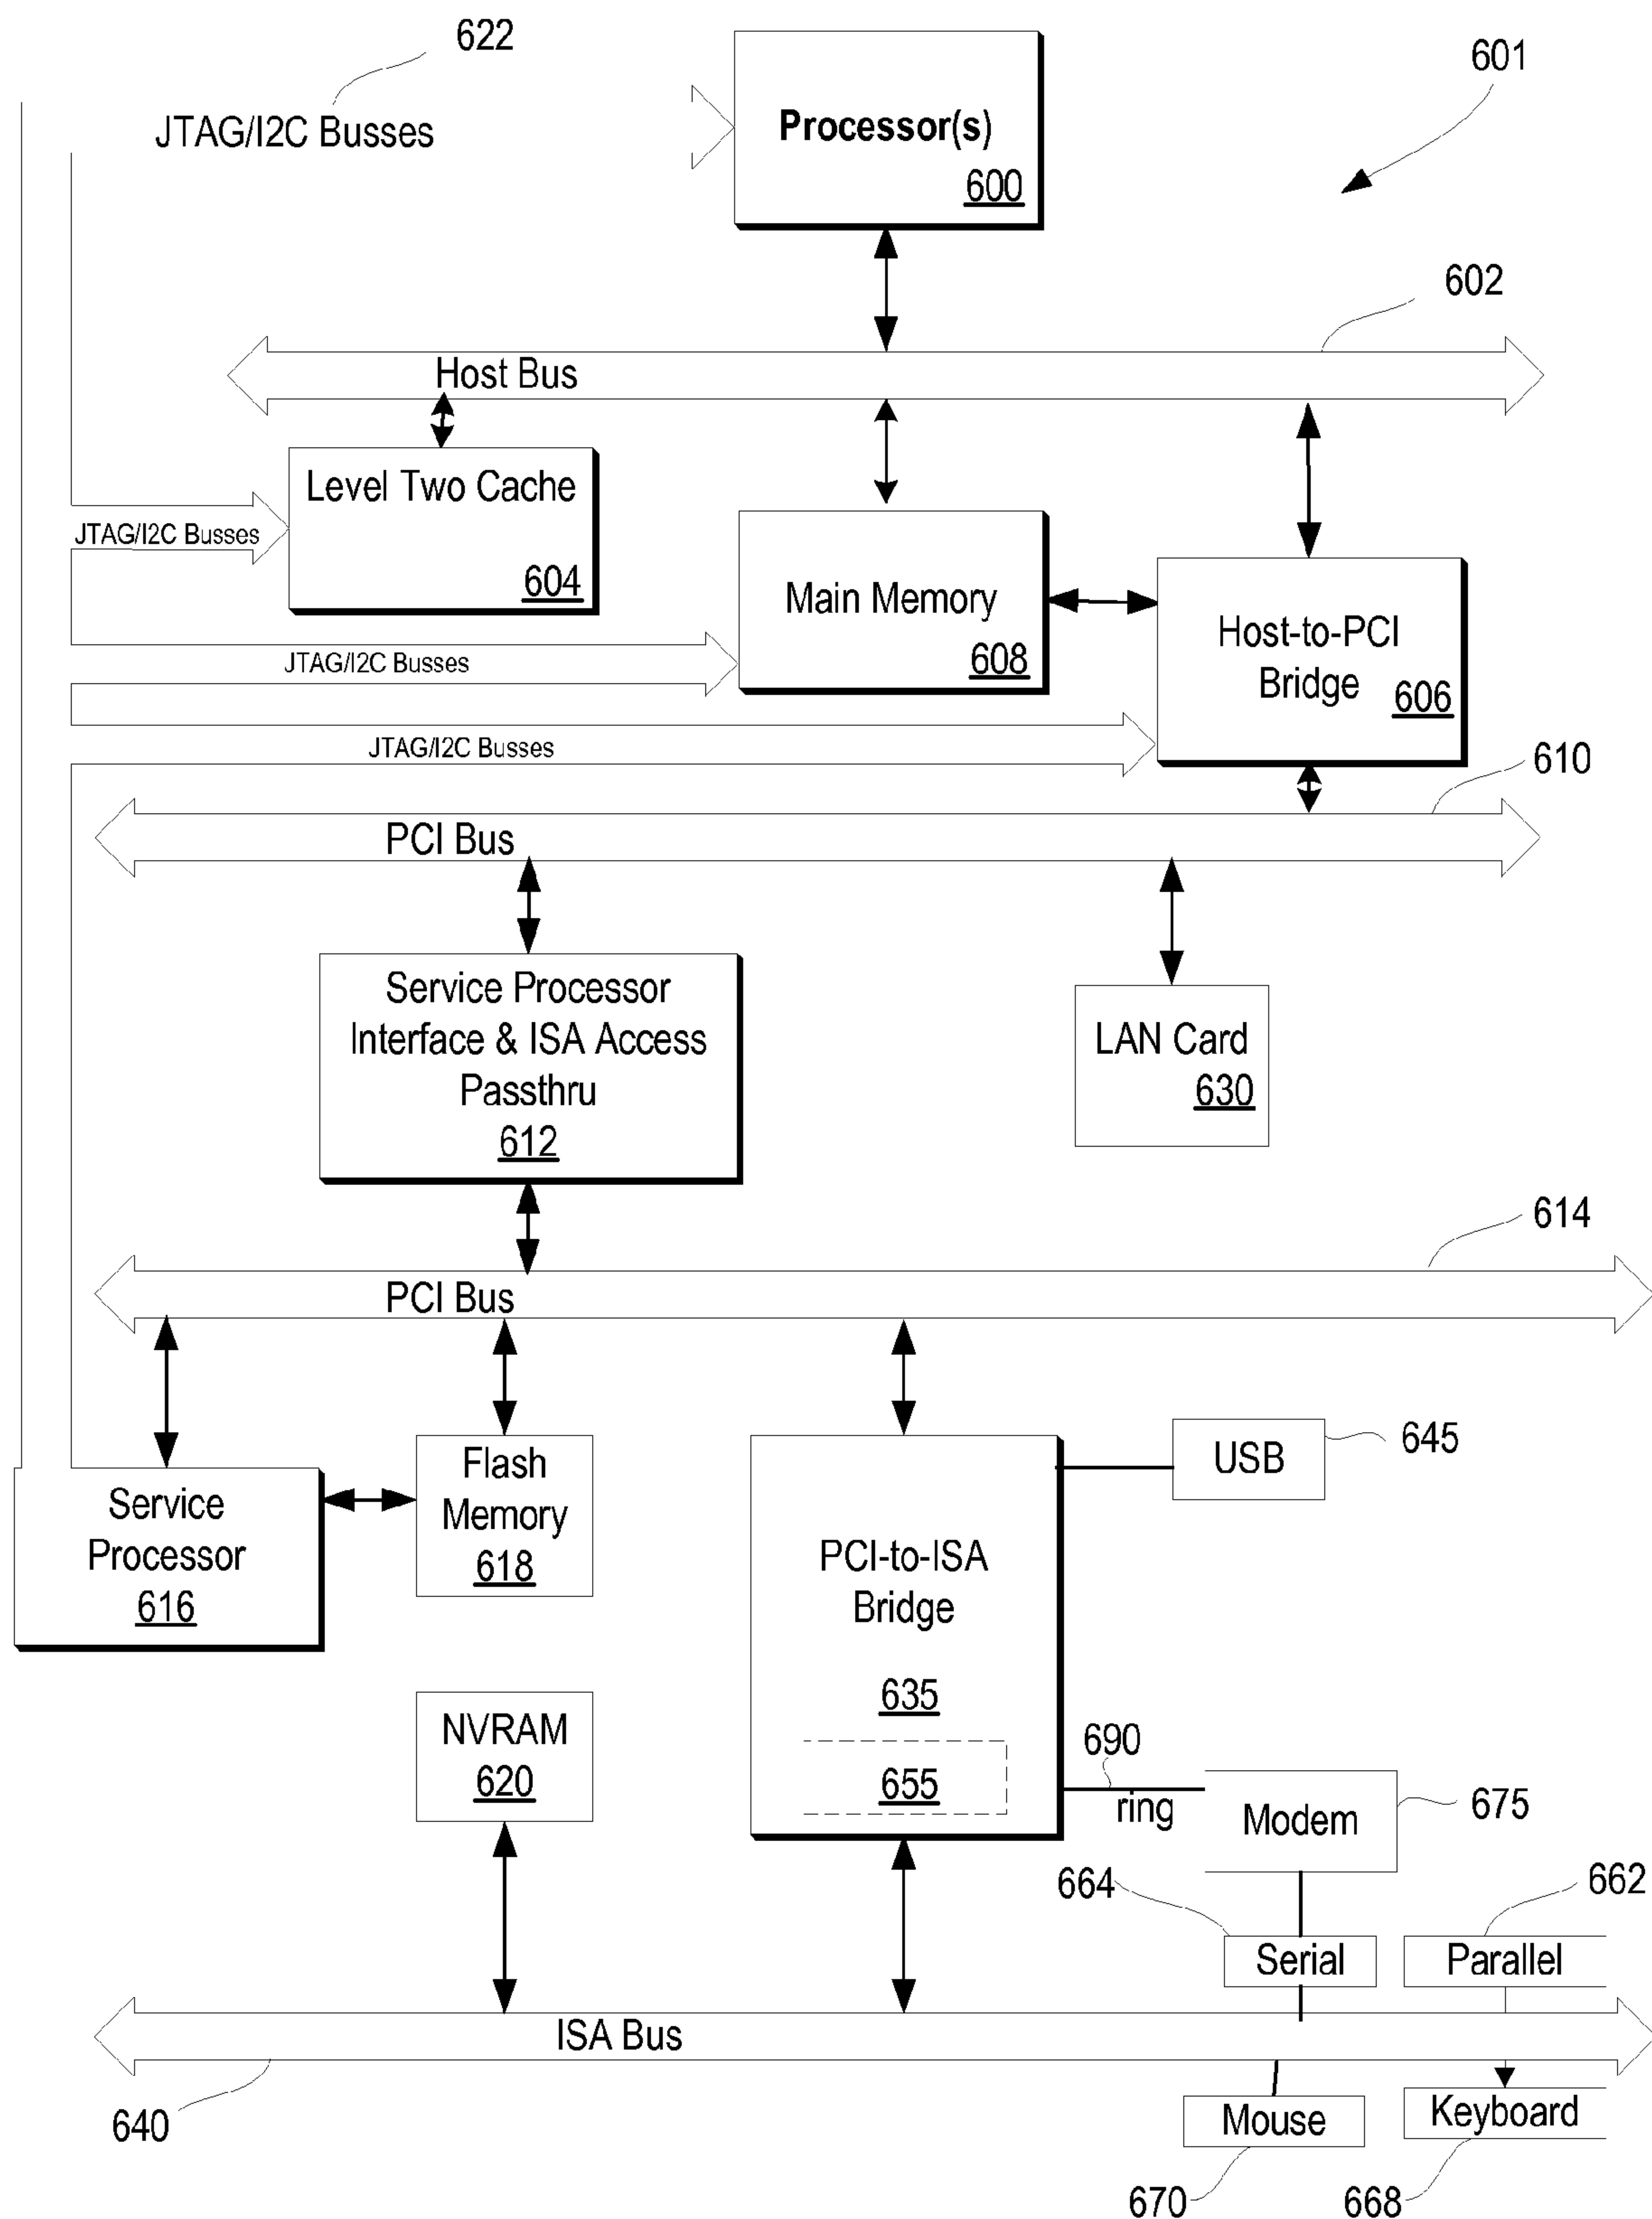 622
601
JTAG/I2C Busses
Processor(s)
600
602
Host Bus
Level Two Cache
604
JTAG/I2C Busses
Main Memory
608
Host-to-PCI
Bridge
606
JTAG/I2C Busses
JTAG/I2C Busses
610
PCI Bus
Service Processor
Interface & ISA Access
Passthru
612
LAN Card
630
614
PCI Bus
Service
Processor
616
Flash
Memory
618
PCI-to-ISA
Bridge
635
655
USB
645
NVRAM
620
690
ring
Modem
675
664
662
Serial
Parallel
ISA Bus
640
Mouse
Keyboard
670
668